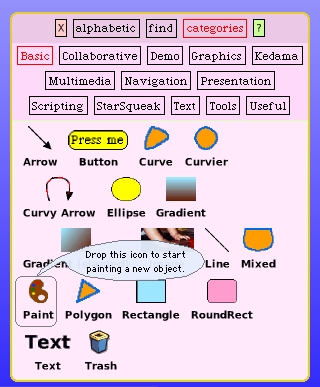 X alphabetic find categories ?
Basic Collaborative Demo Graphics Kedama
Multimedia Navigation Presentation
Scripting StarSqueak Text Tools Useful
Press me
Arrow Button Curve Curvier
Curvy Arrow Ellipse Gradient
Drop this icon to start
painting a new object.
Line Mixed
Paint Polygon Rectangle RoundRect
Text
Text Trash